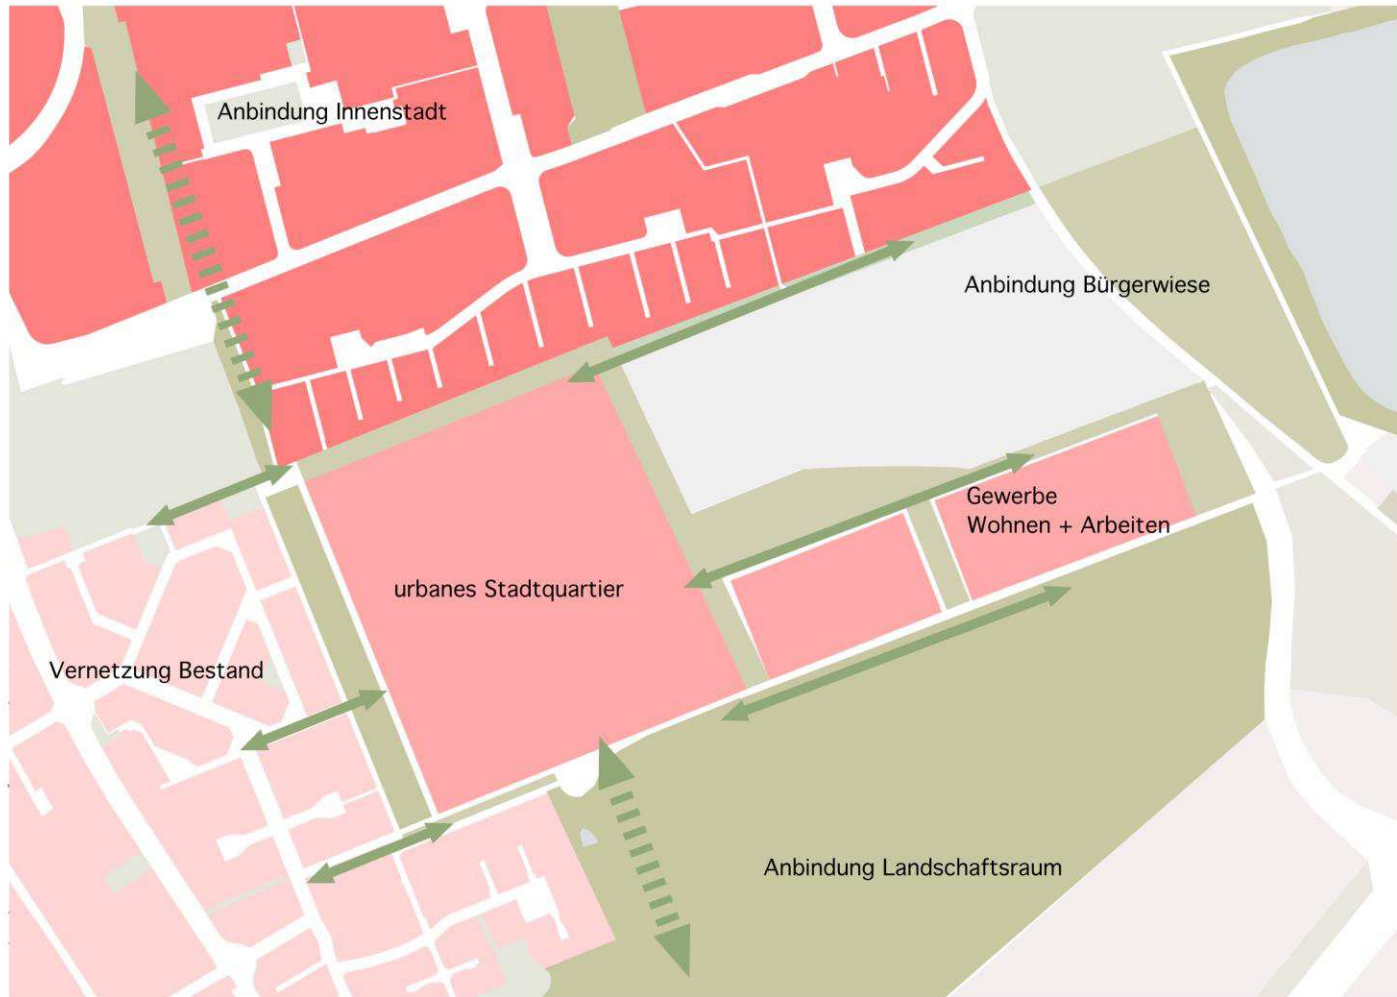 Anbindung Innenstadt
Anbindung Bürgerwiese
Gewerbe
Wohnen + Arbeiten
urbanes Stadtquartier
Vernetzung Bestand
Anbindung Landschaftsraum